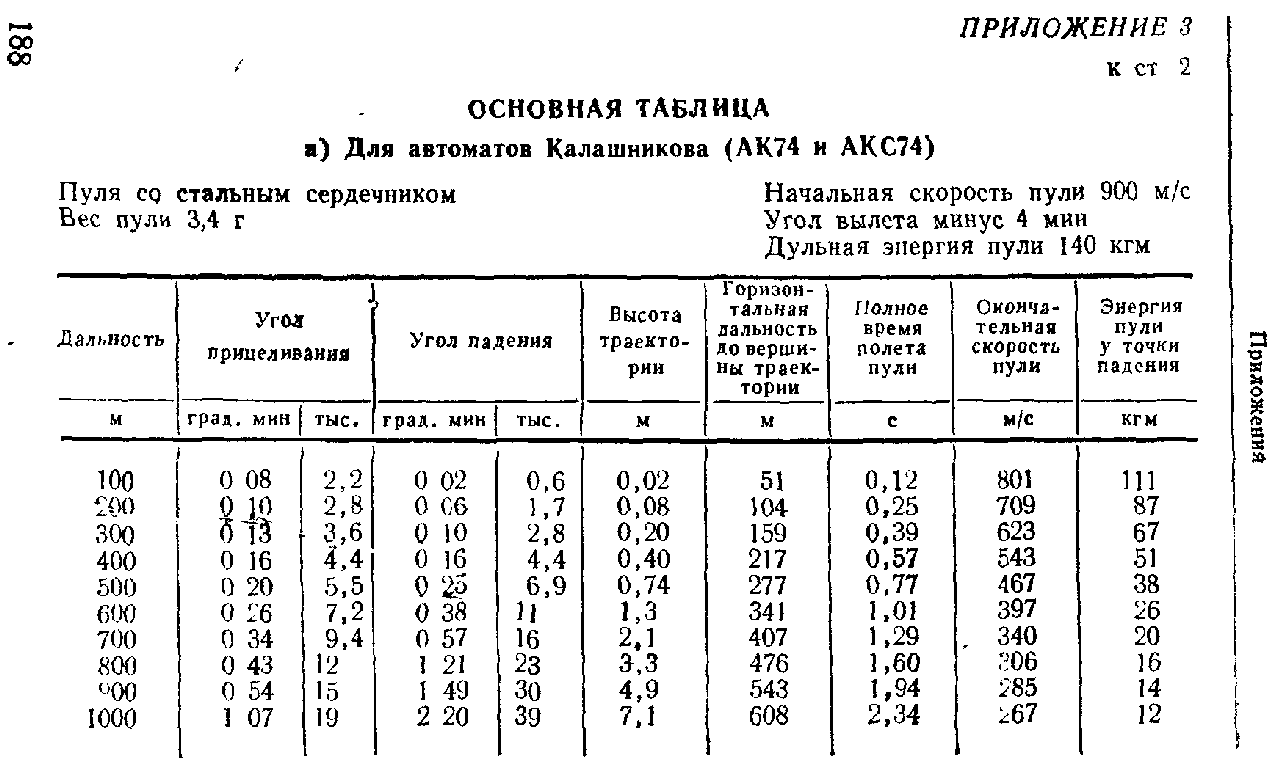 188
ПРИЛОЖЕНИЕ 3
к ст 2
ОСНОВНАЯ ТАБЛИЦА
а) Для автоматов Калашникова (АК74 и АКС74)
Пуля со стальным сердечником
Вес пули 3,4 г
Начальная скорость пули 900 м/с
Угол вылета минус 4 мин
Дульная энергия пули 140 кгм
Дальность
Угол
прицеливания
Угол падения
Высота
траекто-
рии
Горизон-
тальная
дальность
до верши-
ны траек-
тории
Полное
время
полета
пули
Оконча-
тельная
скорость
пули
Энергия
пули
у точки
падения
м град. мин тыс. град. мин тыс. м м с м/с кгм
100 0 08 2,2 0 02 0,6 0,02 51 0,12 801 111
200 0 10 2,8 0 06 1,7 0,08 104 0,25 709 87
300 0 13 3,6 0 10 2,8 0,20 159 0,39 623 67
400 0 16 4,4 0 16 4,4 0,40 217 0,57 543 51
500 0 20 5,5 0 25 6,9 0,74 277 0,77 467 38
600 0 26 7,2 0 38 11 1,3 341 1,01 397 26
700 0 34 9,4 0 57 16 2,1 407 1,29 340 20
800 0 43 12 1 21 23 3,3 476 1,60 306 16
900 0 54 15 1 49 30 4,9 543 1,94 285 14
1000 1 07 19 2 20 39 7,1 608 2,34 267 12
Приложения